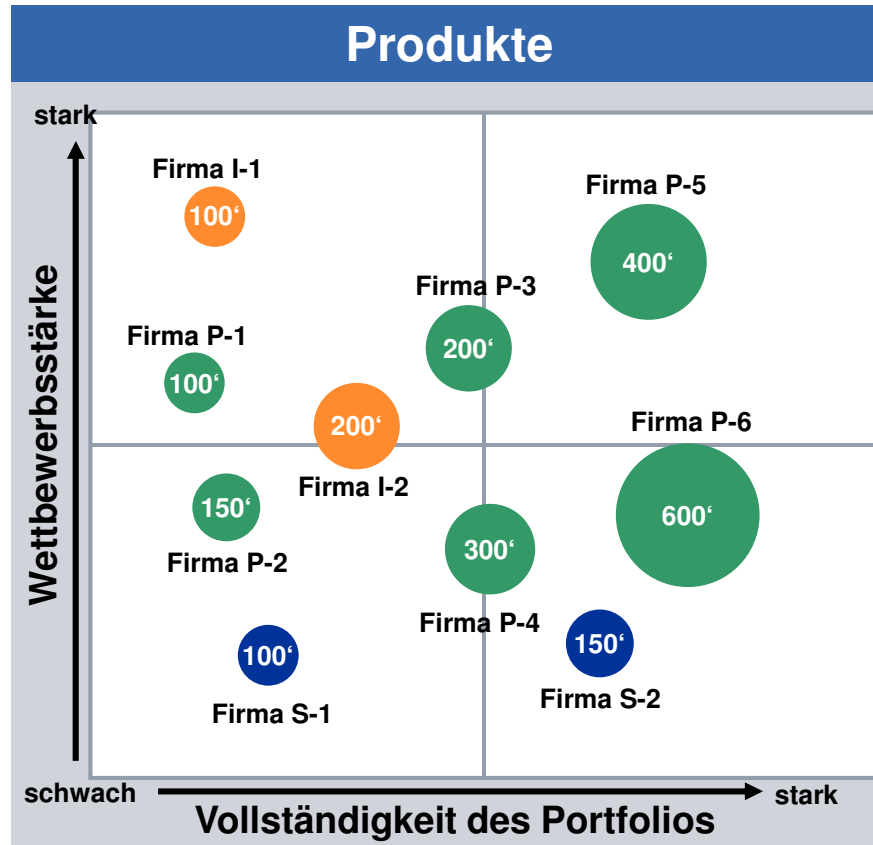 Produkte
stark
Firma I-1
100‘
Firma P-5
400‘
Firma P-3
200‘
Firma P-1
100‘
200‘
Firma I-2
Firma P-6
600‘
150‘
Firma P-2
300‘
Firma P-4
100‘
Firma S-1
150‘
Firma S-2
Wettbewerbsstärke
schwach
stark
Vollständigkeit des Portfolios